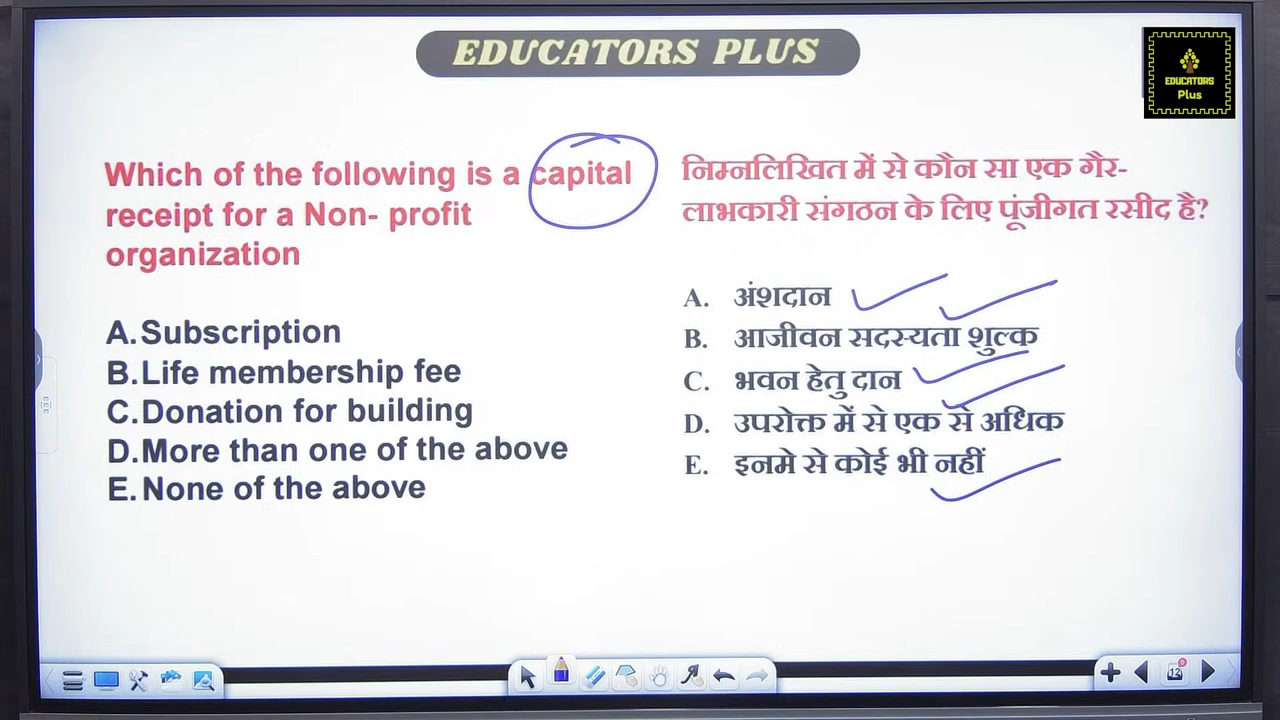 EDUCATORS PLUS
EDUCATORS
Plus
Which of the following is a capital
receipt for a Non- profit
organization
A.Subscription
B.Life membership fee
C.Donation for building
D.More than one of the above
E.None of the above
निम्नलिखित में से कौन सा एक गैर-
लाभकारी संगठन के लिए पूंजीगत रसीद है?
A. अंशदान
B. आजीवन सदस्यता शुल्क
C. भवन हेतु दान
D. उपरोक्त में से एक से अधिक
E. इनमे से कोई भी नहीं
12